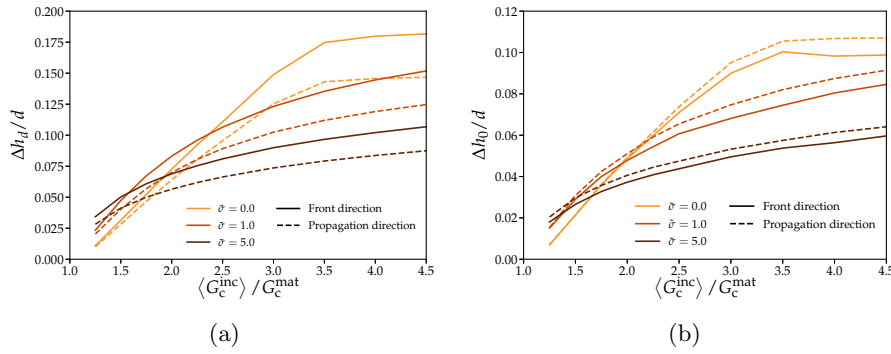 0.200
0.175
0.150
0.125
0.100
0.075
0.050
0.025
0.000
Δh_d/d
1.0 1.5 2.0 2.5 3.0 3.5 4.0 4.5
⟨G_c^inc⟩ / G_c^mat
σ̃ = 0.0
σ̃ = 1.0
σ̃ = 5.0
Front direction
Propagation direction
(a)
0.12
0.10
0.08
0.06
0.04
0.02
0.00
Δh_0/d
1.0 1.5 2.0 2.5 3.0 3.5 4.0 4.5
⟨G_c^inc⟩ / G_c^mat
σ̃ = 0.0
σ̃ = 1.0
σ̃ = 5.0
Front direction
Propagation direction
(b)